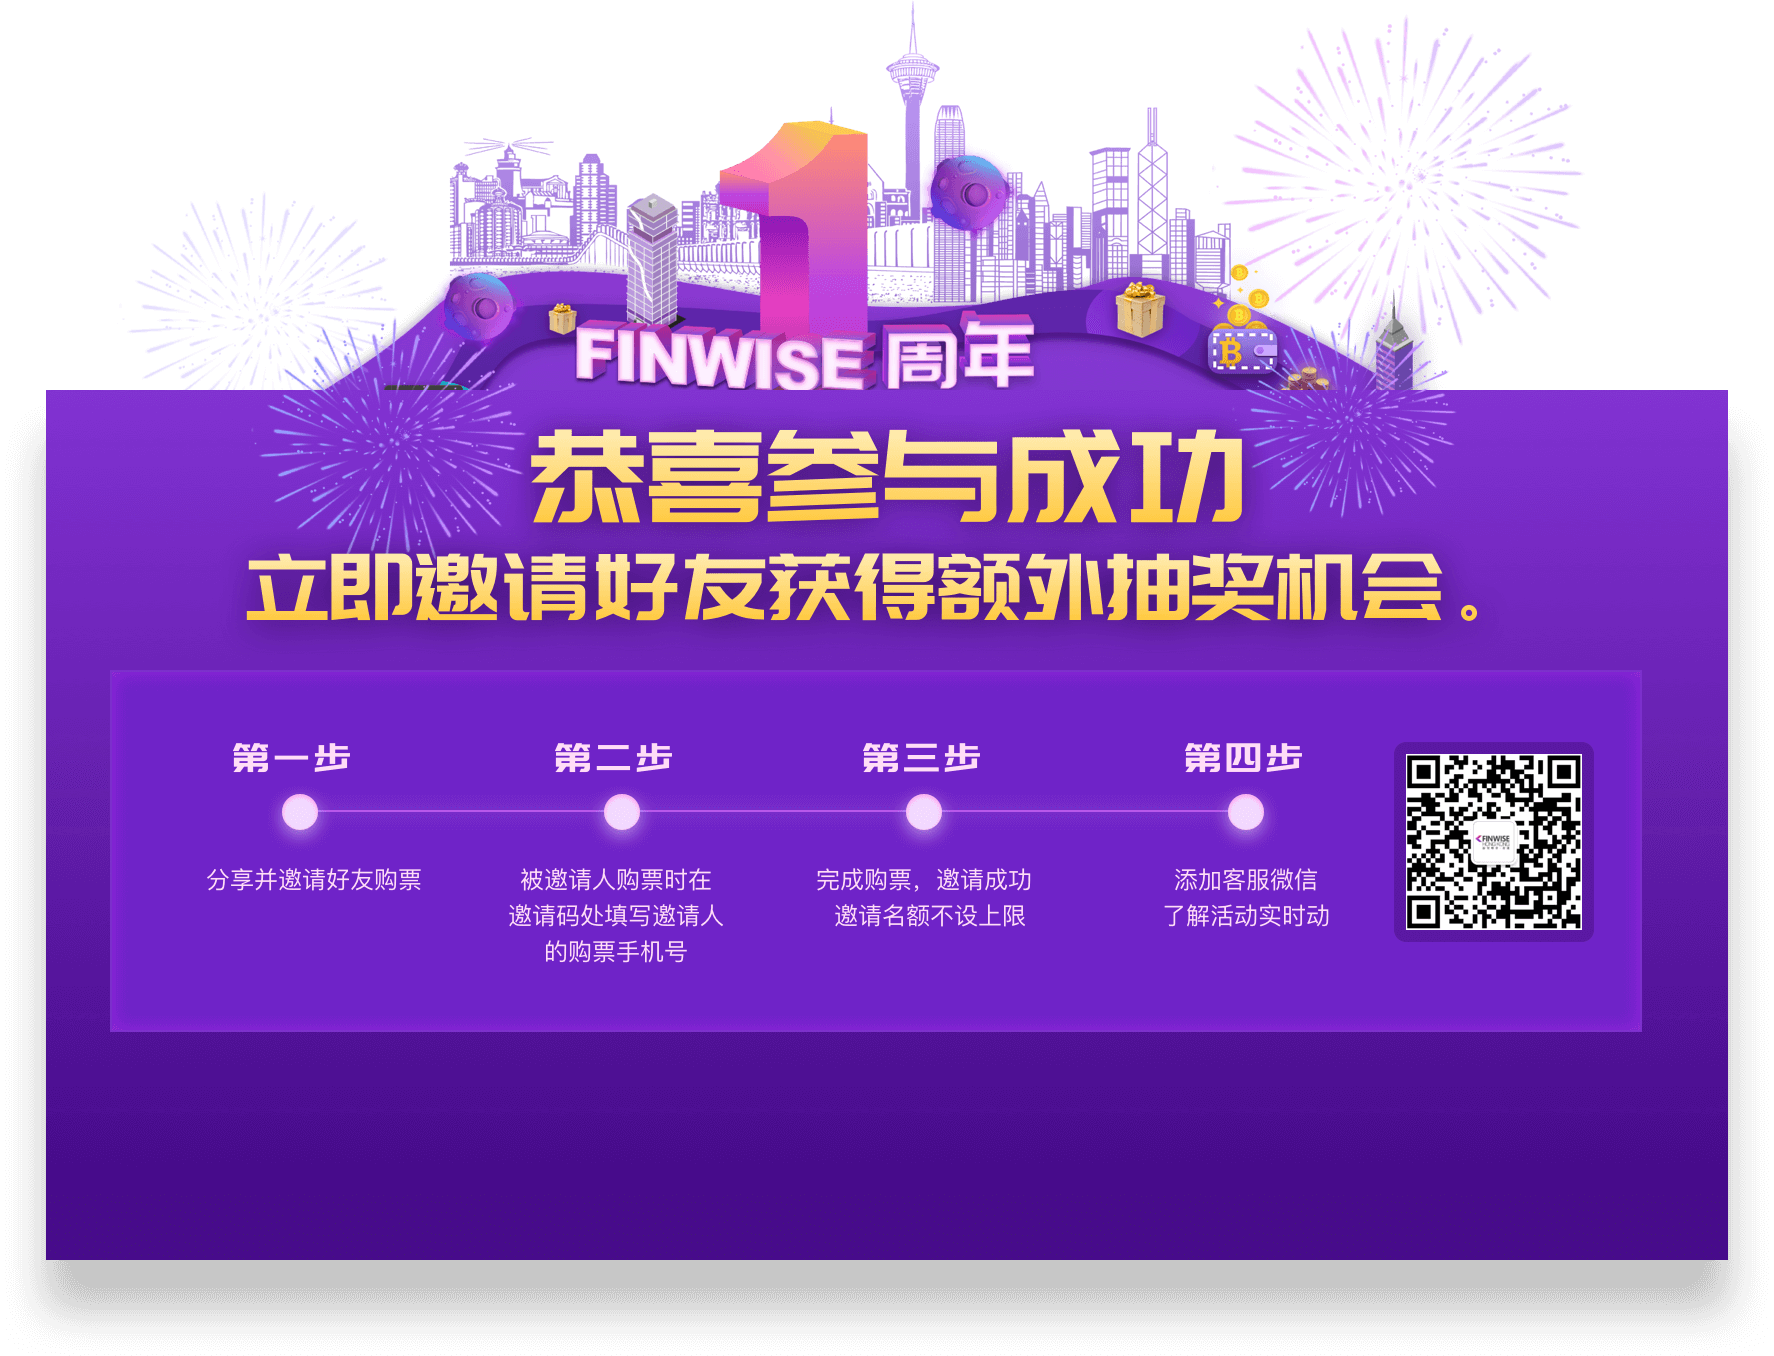 1
FINWISE 周年
恭喜参与成功
立即邀请好友获得额外抽奖机会。
第一步
分享并邀请好友购票
第二步
被邀请人购票时在
邀请码处填写邀请人
的购票手机号
第三步
完成购票，邀请成功
邀请名额不设上限
第四步
添加客服微信
了解活动实时动
FINWISE
HONG KONG